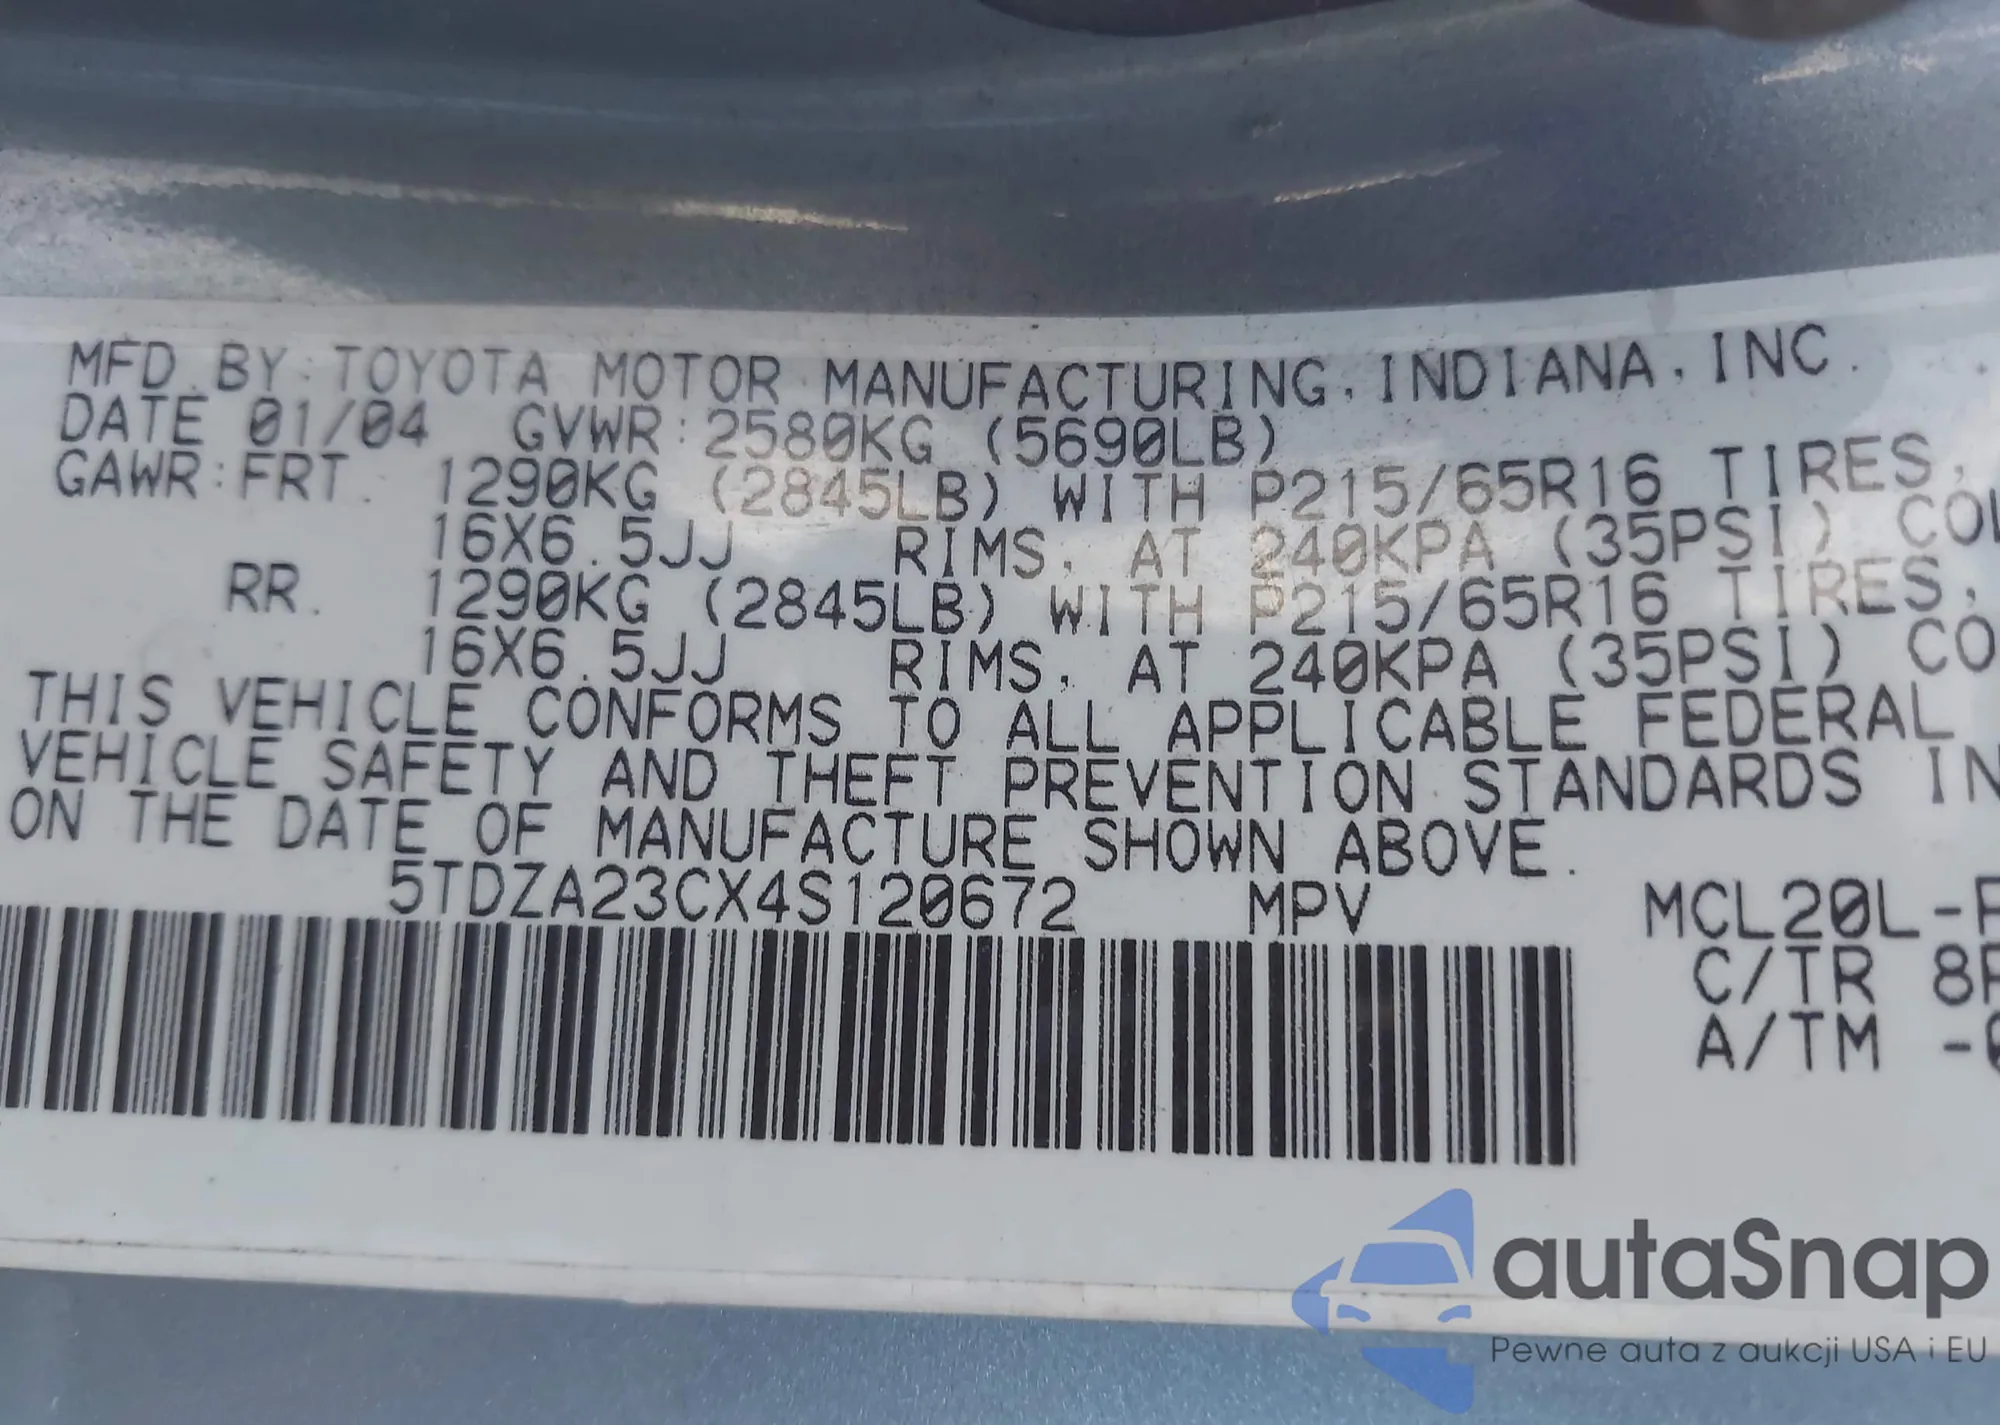 MFD. BY: TOYOTA MOTOR MANUFACTURING, INDIANA, INC.
DATE 01/04 GVWR: 2580KG (5690LB)
GAWR: FRT. 1290KG (2845LB) WITH P215/65R16 TIRES,
16X6.5JJ RIMS, AT 240KPA (35PSI)
RR. 1290KG (2845LB) WITH P215/65R16 TIRES,
16X6.5JJ RIMS, AT 240KPA (35PSI)
THIS VEHICLE CONFORMS TO ALL APPLICABLE FEDERAL
VEHICLE SAFETY AND THEFT PREVENTION STANDARDS IN
ON THE DATE OF MANUFACTURE SHOWN ABOVE.
5TDZA23CX4S120672 MPV MCL20L-
C/TR 8
A/TM -
autaSnap
Pewne auta z aukcji USA i EU